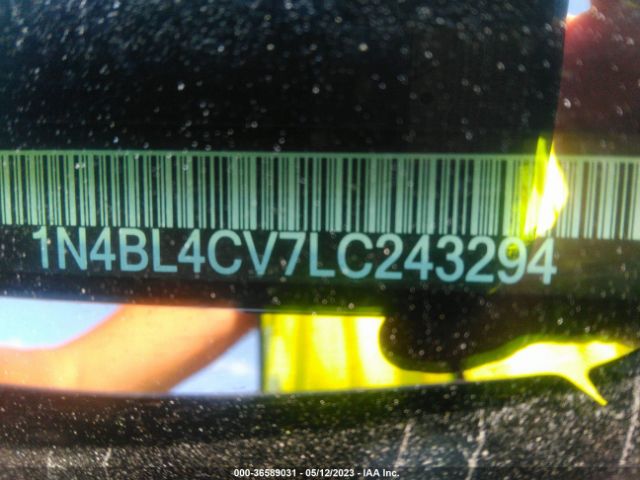 1N4BL4CV7LC243294
000-36589031 - 05/12/2023 - IAA Inc.